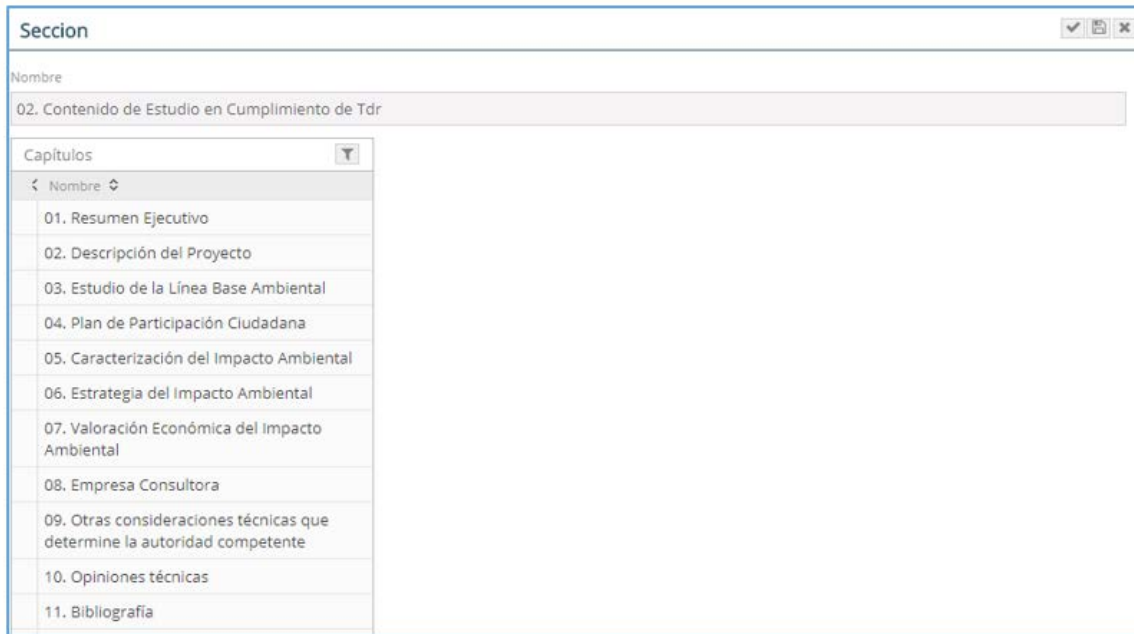 Seccion
Nombre
02. Contenido de Estudio en Cumplimiento de Tdr
Capítulos
Nombre
01. Resumen Ejecutivo
02. Descripción del Proyecto
03. Estudio de la Línea Base Ambiental
04. Plan de Participación Ciudadana
05. Caracterización del Impacto Ambiental
06. Estrategia del Impacto Ambiental
07. Valoración Económica del Impacto
Ambiental
08. Empresa Consultora
09. Otras consideraciones técnicas que
determine la autoridad competente
10. Opiniones técnicas
11. Bibliografía